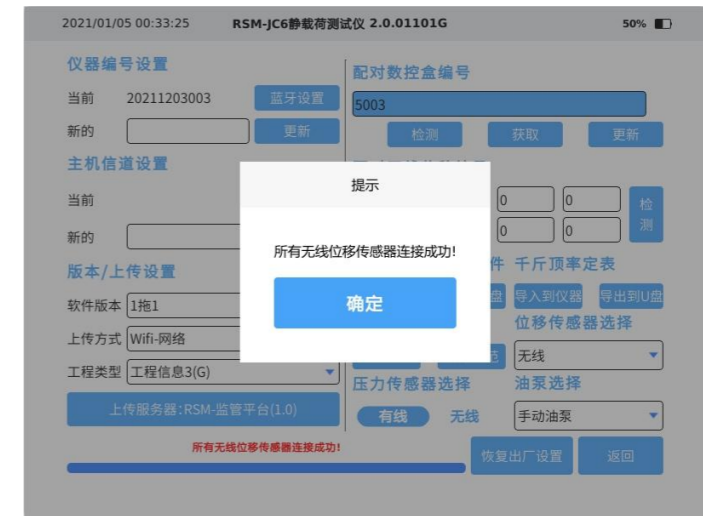 2021/01/05 00:33:25 RSM-JC6静载荷测试仪 2.0.01101G 50%
仪器编号设置
当前 20211203003 蓝牙设置
新的 更新
主机信道设置
当前
新的
版本/上传设置
软件版本 1拖1
上传方式 Wifi-网络
工程类型 工程信息3(G)
上传服务器:RSM-监管平台(1.0)
所有无线位移传感器连接成功!
配对数控盒编号
5003
检测 获取 更新
0 0
0 0
检测
件 千斤顶率定表
盘 导入到仪器 导出到U盘
位移传感器选择
范 无线
压力传感器选择 油泵选择
有线 无线 手动油泵
恢复出厂设置 返回
提示
所有无线位移传感器连接成功!
确定